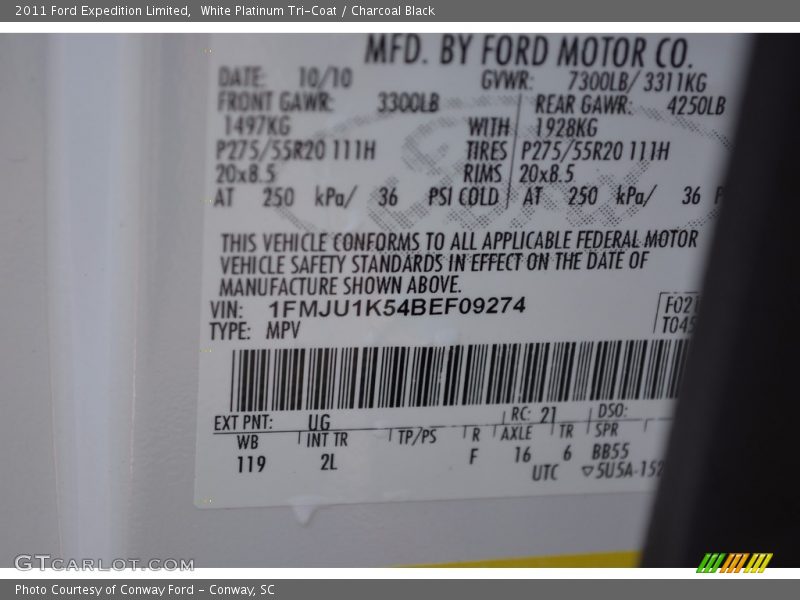 2011 Ford Expedition Limited, White Platinum Tri-Coat / Charcoal Black
MFD. BY FORD MOTOR CO.
DATE: 10/10 GVWR: 7300LB/ 3311KG
FRONT GAWR: 3300LB REAR GAWR: 4250LB
1497KG WITH 1928KG
P275/55R20 111H TIRES P275/55R20 111H
20x8.5 RIMS 20x8.5
AT 250 kPa/ 36 PSI COLD AT 250 kPa/ 36 P
THIS VEHICLE CONFORMS TO ALL APPLICABLE FEDERAL MOTOR
VEHICLE SAFETY STANDARDS IN EFFECT ON THE DATE OF
MANUFACTURE SHOWN ABOVE.
VIN: 1FMJU1K54BEF09274 F021
TYPE: MPV T045
EXT PNT: UG RC: 21 DSO:
WB INT TR TP/PS R AXLE TR SPR
119 2L F 16 6 BB55
UTC ▽5U5A-152
GTCARLOT.COM
Photo Courtesy of Conway Ford - Conway, SC